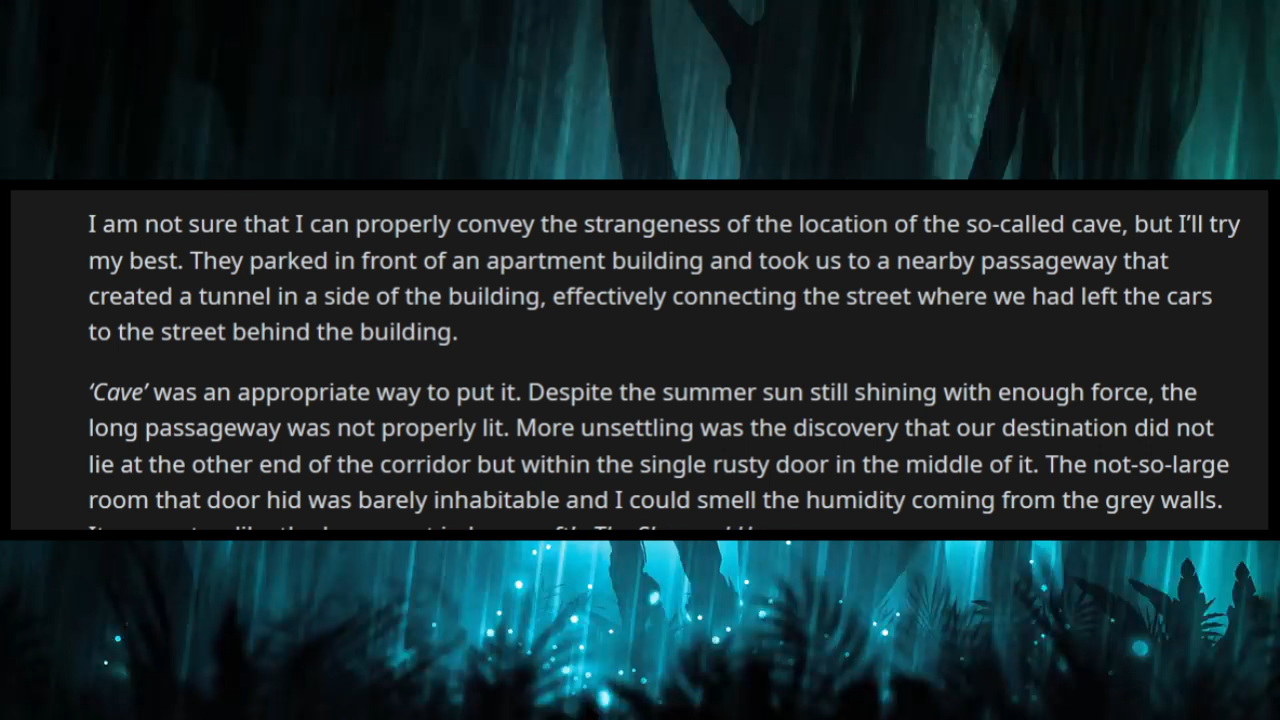 I am not sure that I can properly convey the strangeness of the location of the so-called cave, but I’ll try
my best. They parked in front of an apartment building and took us to a nearby passageway that
created a tunnel in a side of the building, effectively connecting the street where we had left the cars
to the street behind the building.
‘Cave’ was an appropriate way to put it. Despite the summer sun still shining with enough force, the
long passageway was not properly lit. More unsettling was the discovery that our destination did not
lie at the other end of the corridor but within the single rusty door in the middle of it. The not-so-large
room that door hid was barely inhabitable and I could smell the humidity coming from the grey walls.